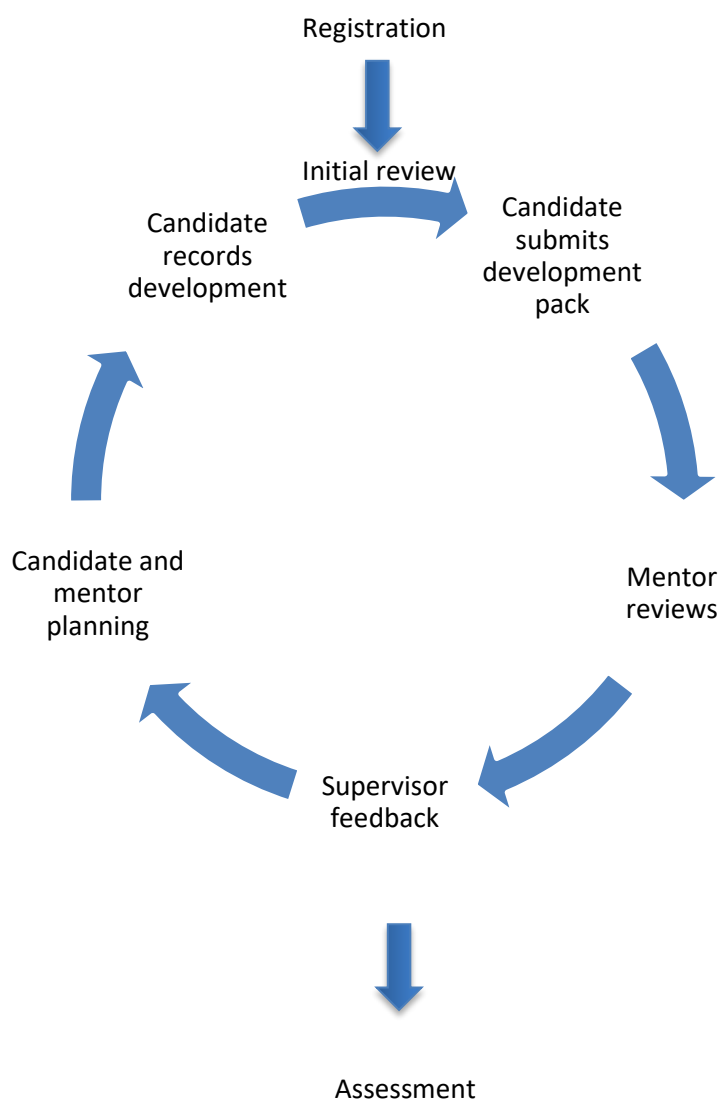 Registration
Initial review
Candidate
records
development
Candidate
submits
development
pack
Mentor
reviews
Supervisor
feedback
Candidate and
mentor
planning
Assessment